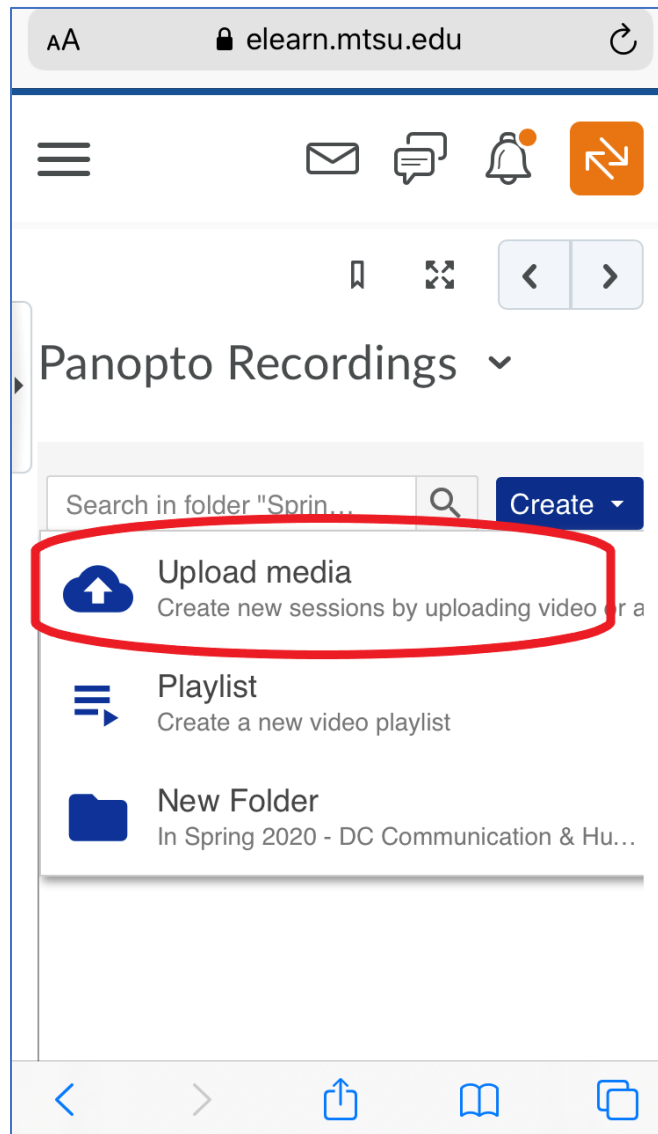 AA elearn.mtsu.edu
Panopto Recordings
Search in folder "Sprin... Create
Upload media
Create new sessions by uploading video or a
Playlist
Create a new video playlist
New Folder
In Spring 2020 - DC Communication & Hu...